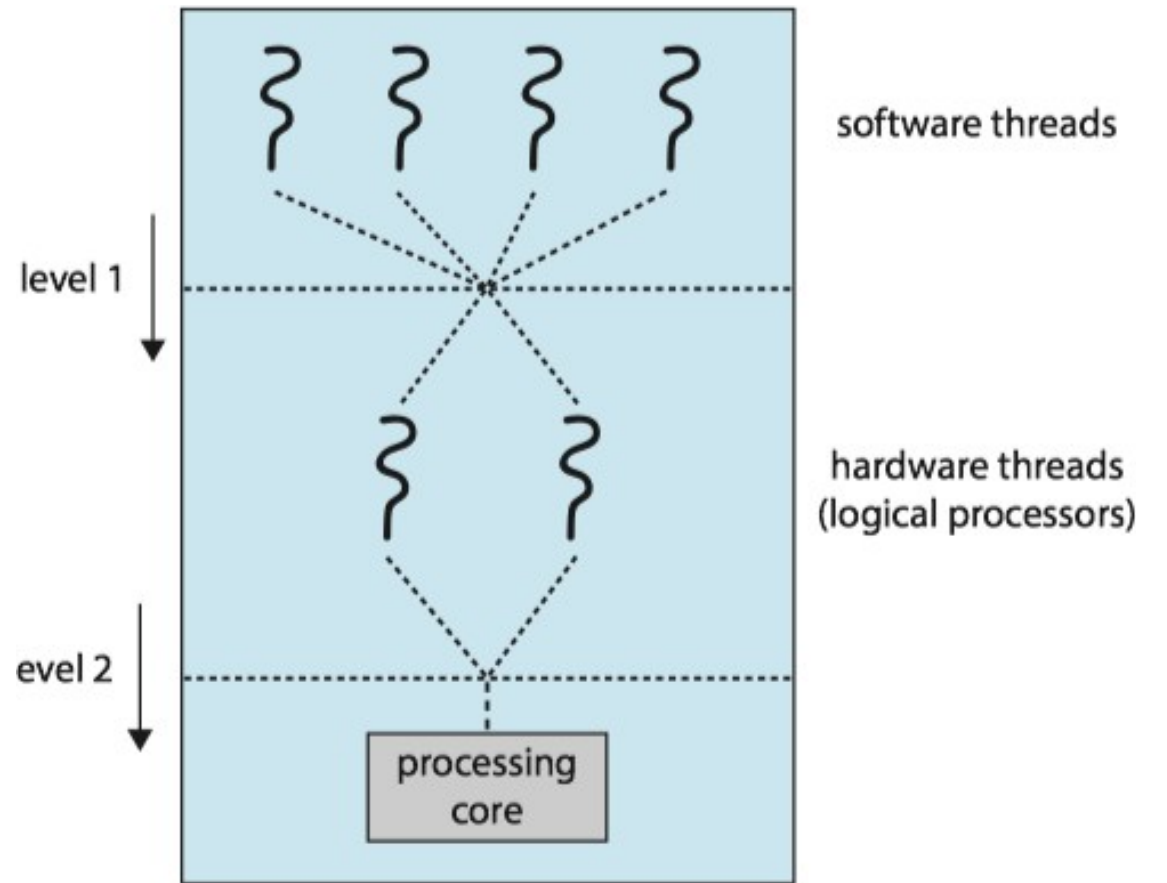 software threads
level 1
hardware threads
(logical processors)
evel 2
processing
core